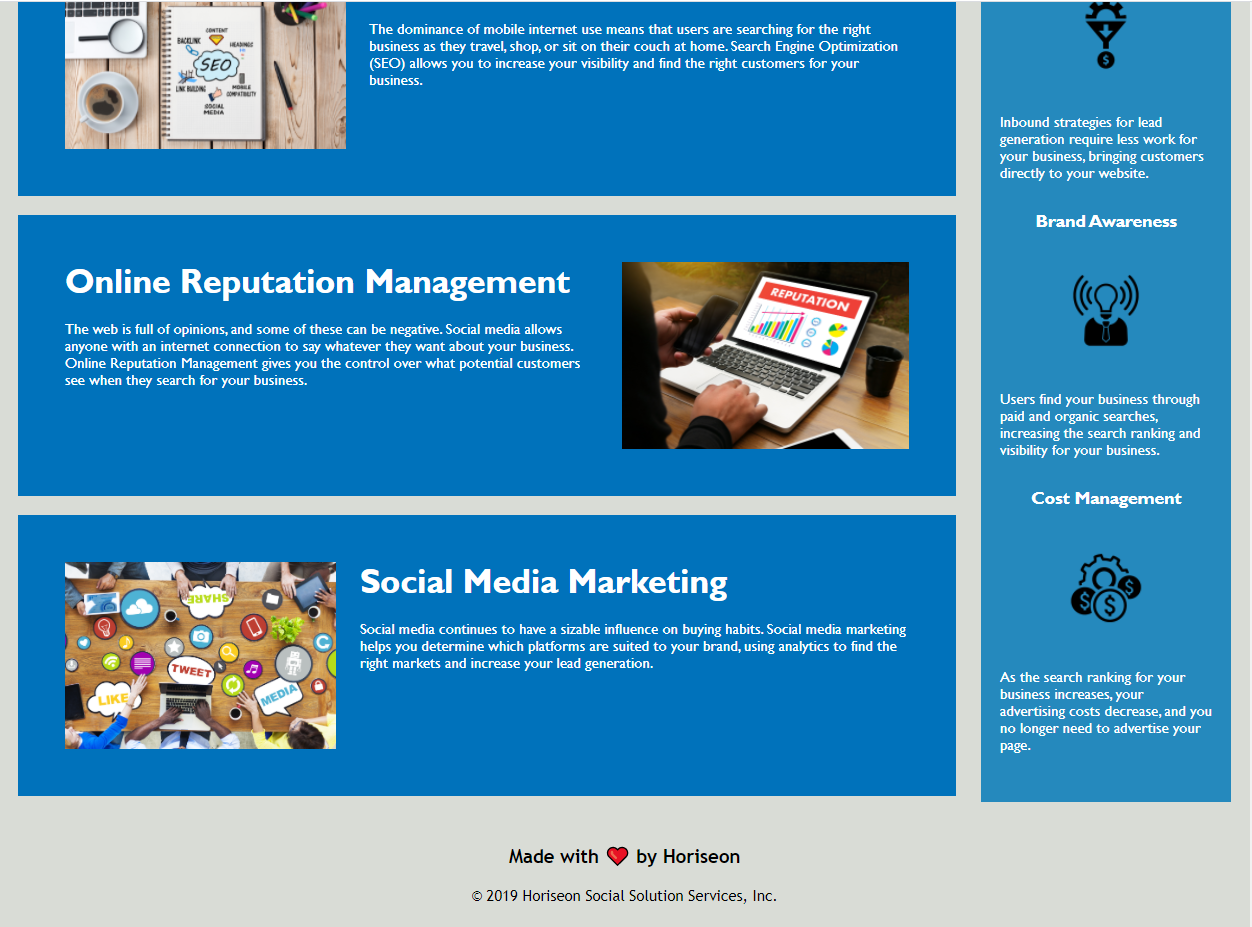 CONTENT
BACKLINK
HEADINGS
SEO
LINK BUILDING
MOBILE
COMPATIBILITY
SOCIAL
MEDIA
The dominance of mobile internet use means that users are searching for the right
business as they travel, shop, or sit on their couch at home. Search Engine Optimization
(SEO) allows you to increase your visibility and find the right customers for your
business.
Online Reputation Management
The web is full of opinions, and some of these can be negative. Social media allows
anyone with an internet connection to say whatever they want about your business.
Online Reputation Management gives you the control over what potential customers
see when they search for your business.
REPUTATION
SHARE
TWEET
LIKE
MEDIA
Social Media Marketing
Social media continues to have a sizable influence on buying habits. Social media marketing
helps you determine which platforms are suited to your brand, using analytics to find the
right markets and increase your lead generation.
$
Inbound strategies for lead
generation require less work for
your business, bringing customers
directly to your website.
Brand Awareness
Users find your business through
paid and organic searches,
increasing the search ranking and
visibility for your business.
Cost Management
$ $ $
As the search ranking for your
business increases, your
advertising costs decrease, and you
no longer need to advertise your
page.
Made with ❤ by Horiseon
© 2019 Horiseon Social Solution Services, Inc.